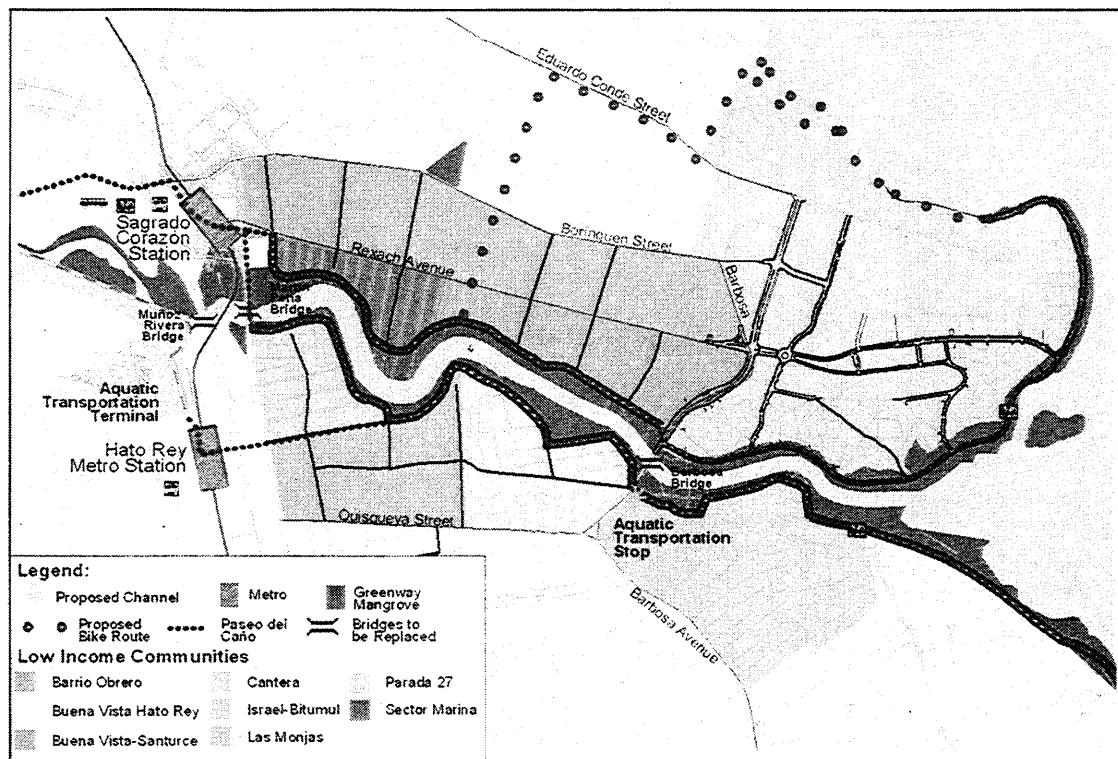 Eduardo Conde Street
Sagrado
Corazón
Station
Borinquen Street
Rexach Avenue
Barbosa
Bridge
Muñoz
Rivera
Bridge
Aquatic
Transportation
Terminal
Hato Rey
Metro Station
Bridge
Quisqueya Street
Aquatic
Transportation
Stop
Barbosa Avenue
Legend:
Proposed Channel
Metro
Greenway
Mangrove
Proposed
Bike Route
Paseo del
Caño
Bridges to
be Replaced
Low Income Communities
Barrio Obrero
Cantera
Parada 27
Buena Vista Hato Rey
Israel-Bitumul
Sector Marina
Buena Vista-Santurce
Las Monjas